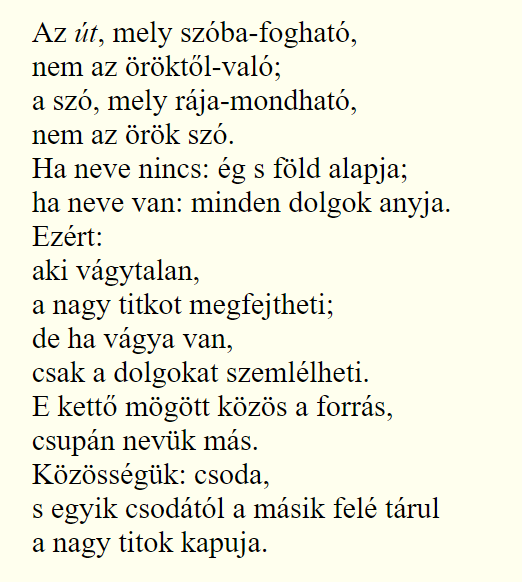 Az út, mely szóba-fogható,
nem az öröktől-való;
a szó, mely rája-mondható,
nem az örök szó.
Ha neve nincs: ég s föld alapja;
ha neve van: minden dolgok anyja.
Ezért:
aki vágytalan,
a nagy titkot megfejtheti;
de ha vágya van,
csak a dolgokat szemlélheti.
E kettő mögött közös a forrás,
csupán nevük más.
Közösségük: csoda,
s egyik csodától a másik felé tárul
a nagy titok kapuja.